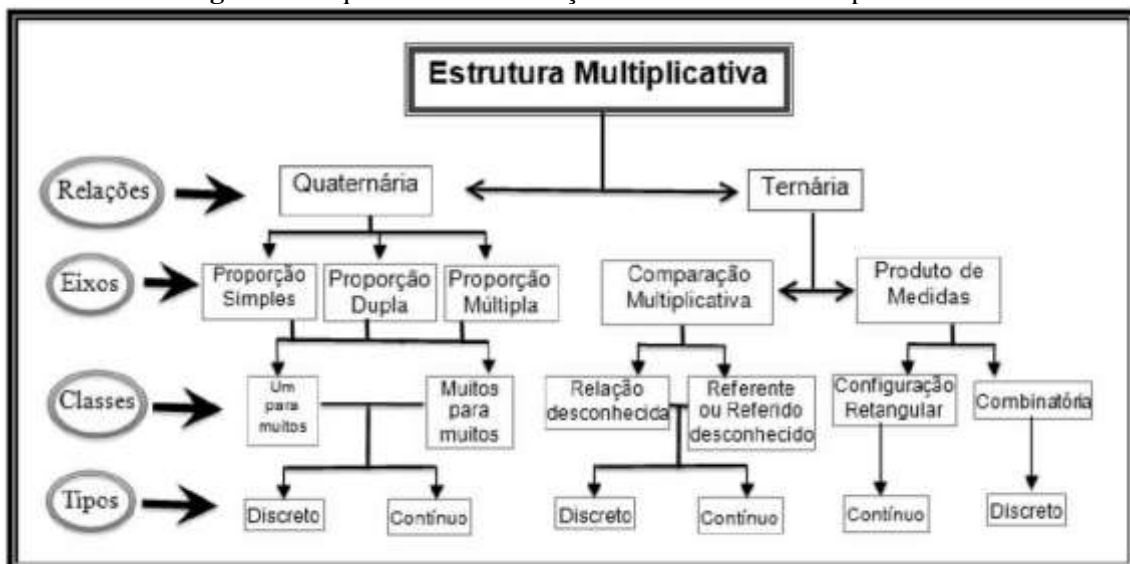 Estrutura Multiplicativa
Relações
Quaternária
Ternária
Eixos
Proporção
Simples
Proporção
Dupla
Proporção
Múltipla
Comparação
Multiplicativa
Produto de
Medidas
Classes
Um
para
muitos
Muitos
para
muitos
Relação
desconhecida
Referente
ou Referido
desconhecido
Configuração
Retangular
Combinatória
Tipos
Discreto
Contínuo
Discreto
Contínuo
Contínuo
Discreto